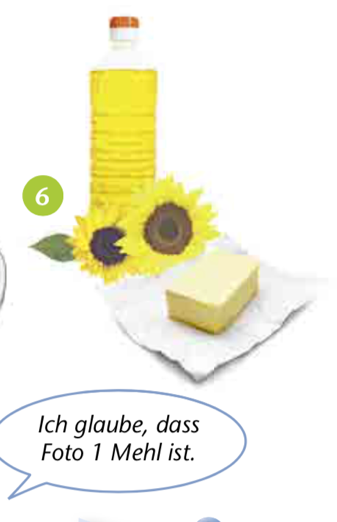 6
Ich glaube, dass
Foto 1 Mehl ist.